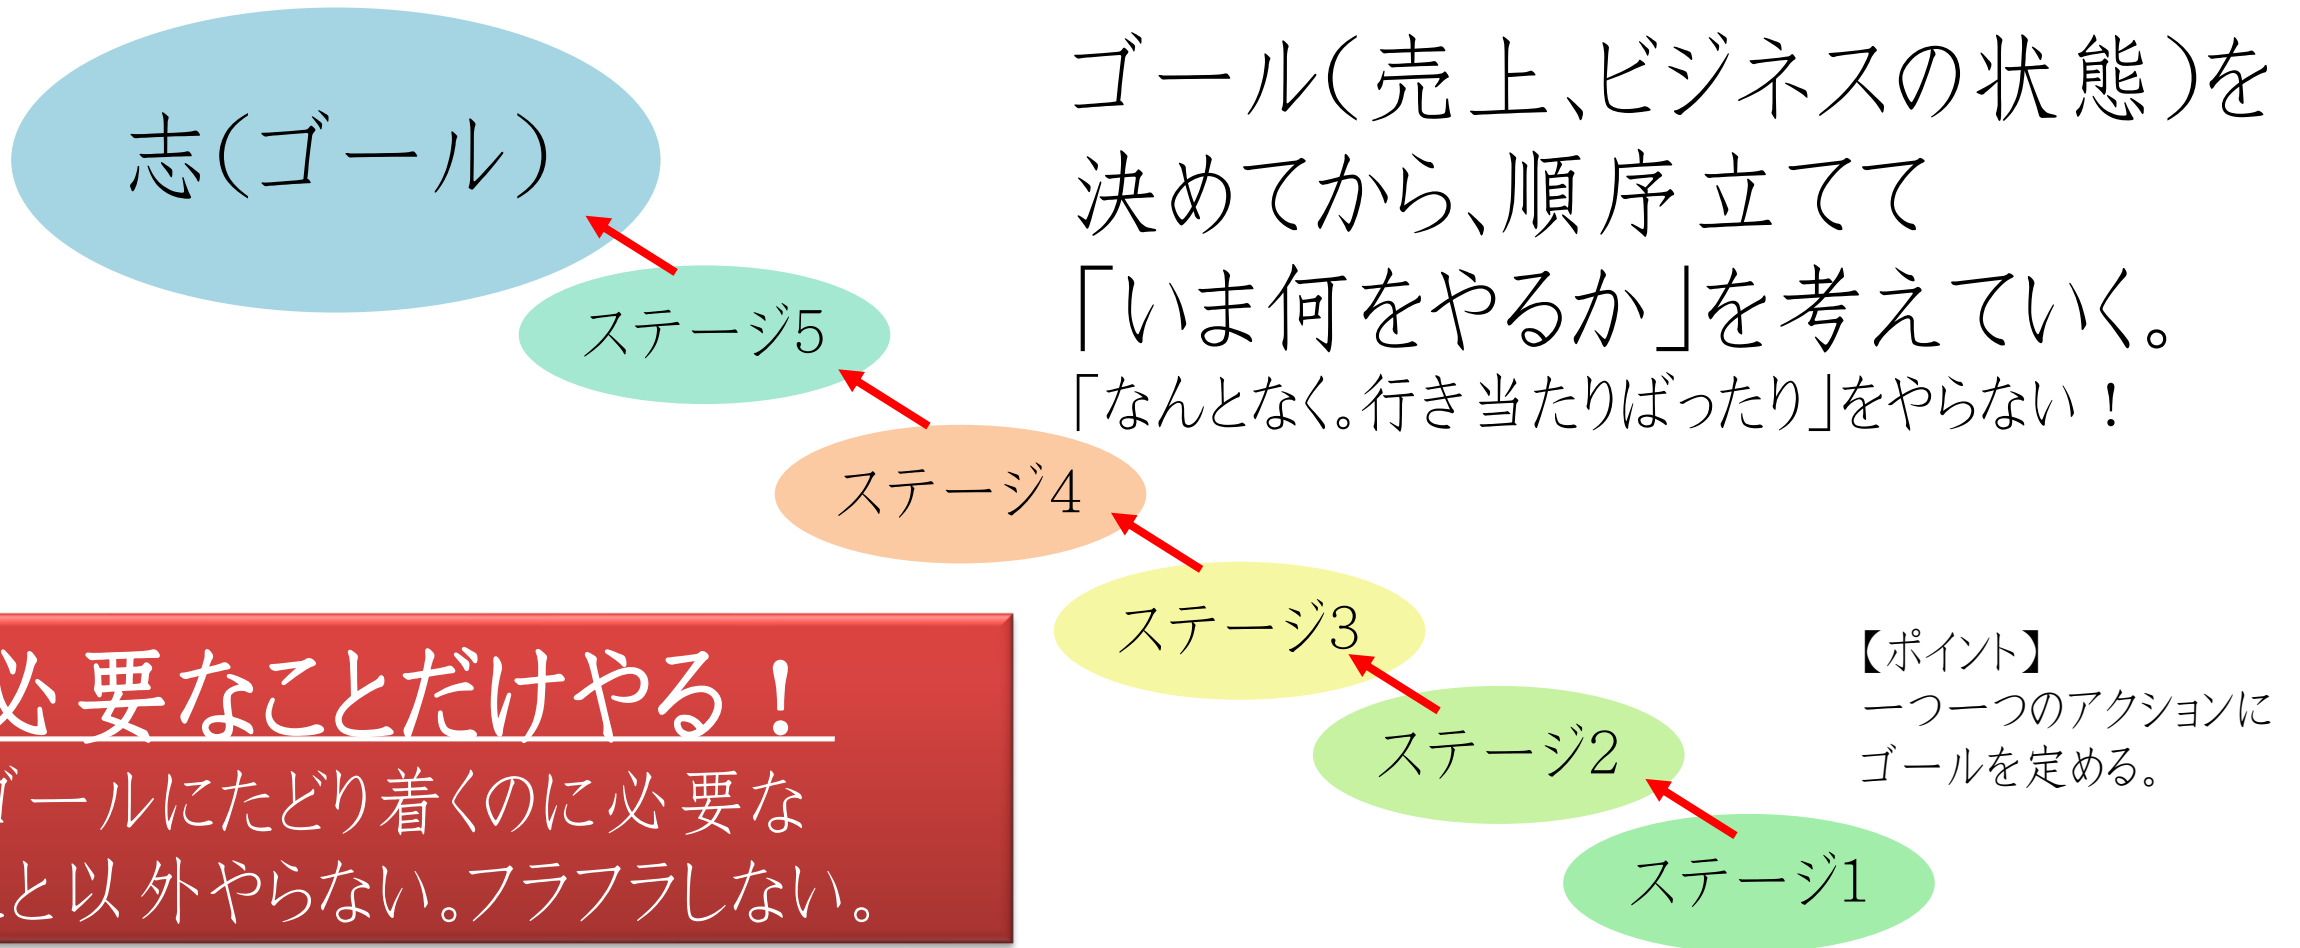 志(ゴール)
ゴール(売上、ビジネスの状態)を
決めてから、順序立てて
「いま何をやるか」を考えていく。
「なんとなく。行き当たりばったり」をやらない！
ステージ5
ステージ4
ステージ3
ステージ2
ステージ1
必要なことだけやる！
ゴールにたどり着くのに必要な
こと以外やらない。フラフラしない。
【ポイント】
一つ一つのアクションに
ゴールを定める。